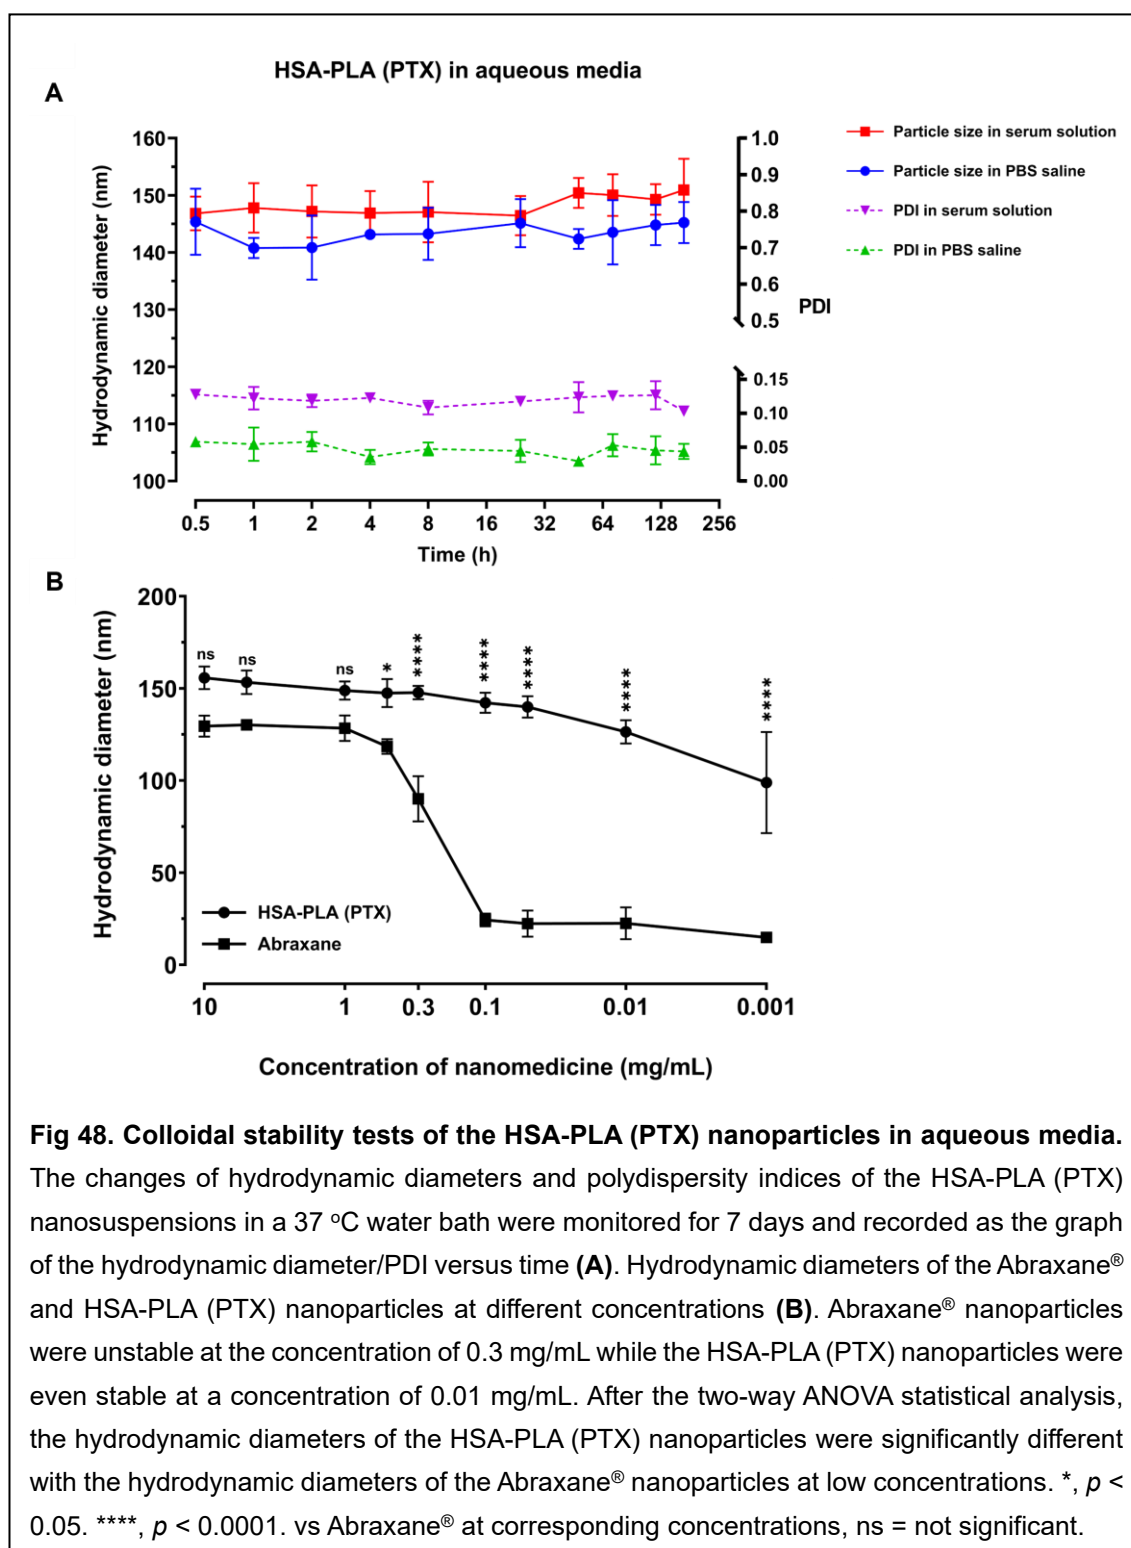 HSA-PLA (PTX) in aqueous media
A
Hydrodynamic diameter (nm)
160
150
140
130
120
110
100
1.0
0.9
0.8
0.7
0.6
0.5
PDI
0.15
0.10
0.05
0.00
Particle size in serum solution
Particle size in PBS saline
PDI in serum solution
PDI in PBS saline
0.5 1 2 4 8 16 32 64 128 256
Time (h)
B
Hydrodynamic diameter (nm)
200
150
100
50
0
ns ns ns * **** **** **** **** ****
HSA-PLA (PTX)
Abraxane
10 1 0.3 0.1 0.01 0.001
Concentration of nanomedicine (mg/mL)
Fig 48. Colloidal stability tests of the HSA-PLA (PTX) nanoparticles in aqueous media.
The changes of hydrodynamic diameters and polydispersity indices of the HSA-PLA (PTX)
nanosuspensions in a 37 ºC water bath were monitored for 7 days and recorded as the graph
of the hydrodynamic diameter/PDI versus time (A). Hydrodynamic diameters of the Abraxane®
and HSA-PLA (PTX) nanoparticles at different concentrations (B). Abraxane® nanoparticles
were unstable at the concentration of 0.3 mg/mL while the HSA-PLA (PTX) nanoparticles were
even stable at a concentration of 0.01 mg/mL. After the two-way ANOVA statistical analysis,
the hydrodynamic diameters of the HSA-PLA (PTX) nanoparticles were significantly different
with the hydrodynamic diameters of the Abraxane® nanoparticles at low concentrations. *, p <
0.05. ****, p < 0.0001. vs Abraxane® at corresponding concentrations, ns = not significant.